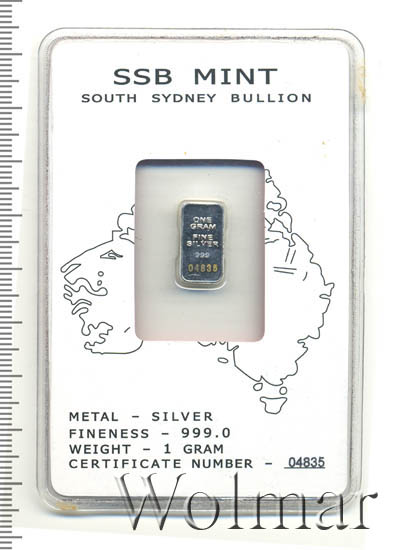 SSB MINT
SOUTH SYDNEY BULLION
ONE
GRAM
FINE
SILVER
999
04835
METAL – SILVER
FINENESS – 999.0
WEIGHT – 1 GRAM
CERTIFICATE NUMBER – 04835
Wolmar